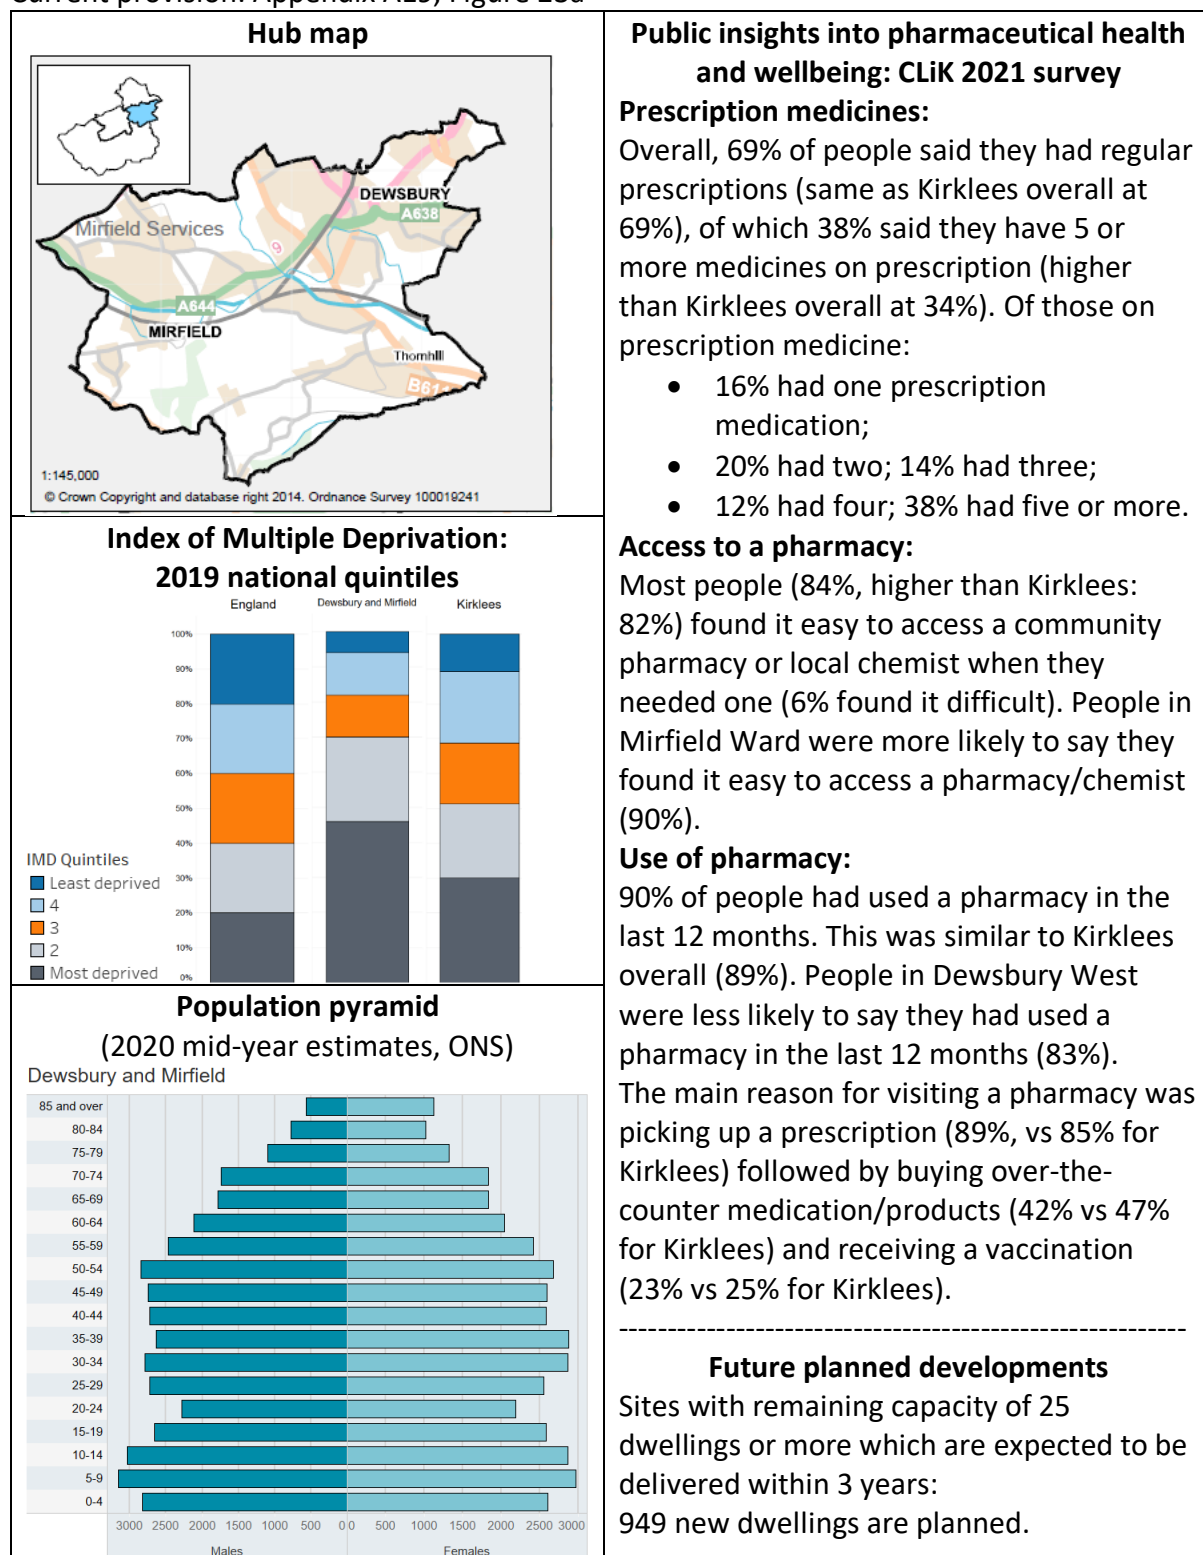 Current provision: Appendix A25, Figure 28a
Hub map
DEWSBURY
A638
Mirfield Services
9
A644
MIRFIELD
Thornhill
1:145,000
© Crown Copyright and database right 2014. Ordnance Survey 100019241
Index of Multiple Deprivation:
2019 national quintiles
England
Dewsbury and Mirfield
Kirklees
100%
90%
80%
70%
60%
50%
40%
30%
20%
10%
0%
IMD Quintiles
Least deprived
4
3
2
Most deprived
Population pyramid
(2020 mid-year estimates, ONS)
Dewsbury and Mirfield
85 and over
80-84
75-79
70-74
65-69
60-64
55-59
50-54
45-49
40-44
35-39
30-34
25-29
20-24
15-19
10-14
5-9
0-4
3000 2500 2000 1500 1000 500 0 0 500 1000 1500 2000 2500 3000
Males Females
Public insights into pharmaceutical health
and wellbeing: CLiK 2021 survey
Prescription medicines:
Overall, 69% of people said they had regular
prescriptions (same as Kirklees overall at
69%), of which 38% said they have 5 or
more medicines on prescription (higher
than Kirklees overall at 34%). Of those on
prescription medicine:
• 16% had one prescription
medication;
• 20% had two; 14% had three;
• 12% had four; 38% had five or more.
Access to a pharmacy:
Most people (84%, higher than Kirklees:
82%) found it easy to access a community
pharmacy or local chemist when they
needed one (6% found it difficult). People in
Mirfield Ward were more likely to say they
found it easy to access a pharmacy/chemist
(90%).
Use of pharmacy:
90% of people had used a pharmacy in the
last 12 months. This was similar to Kirklees
overall (89%). People in Dewsbury West
were less likely to say they had used a
pharmacy in the last 12 months (83%).
The main reason for visiting a pharmacy was
picking up a prescription (89%, vs 85% for
Kirklees) followed by buying over-the-
counter medication/products (42% vs 47%
for Kirklees) and receiving a vaccination
(23% vs 25% for Kirklees).
----------------------------------------------------------
Future planned developments
Sites with remaining capacity of 25
dwellings or more which are expected to be
delivered within 3 years:
949 new dwellings are planned.